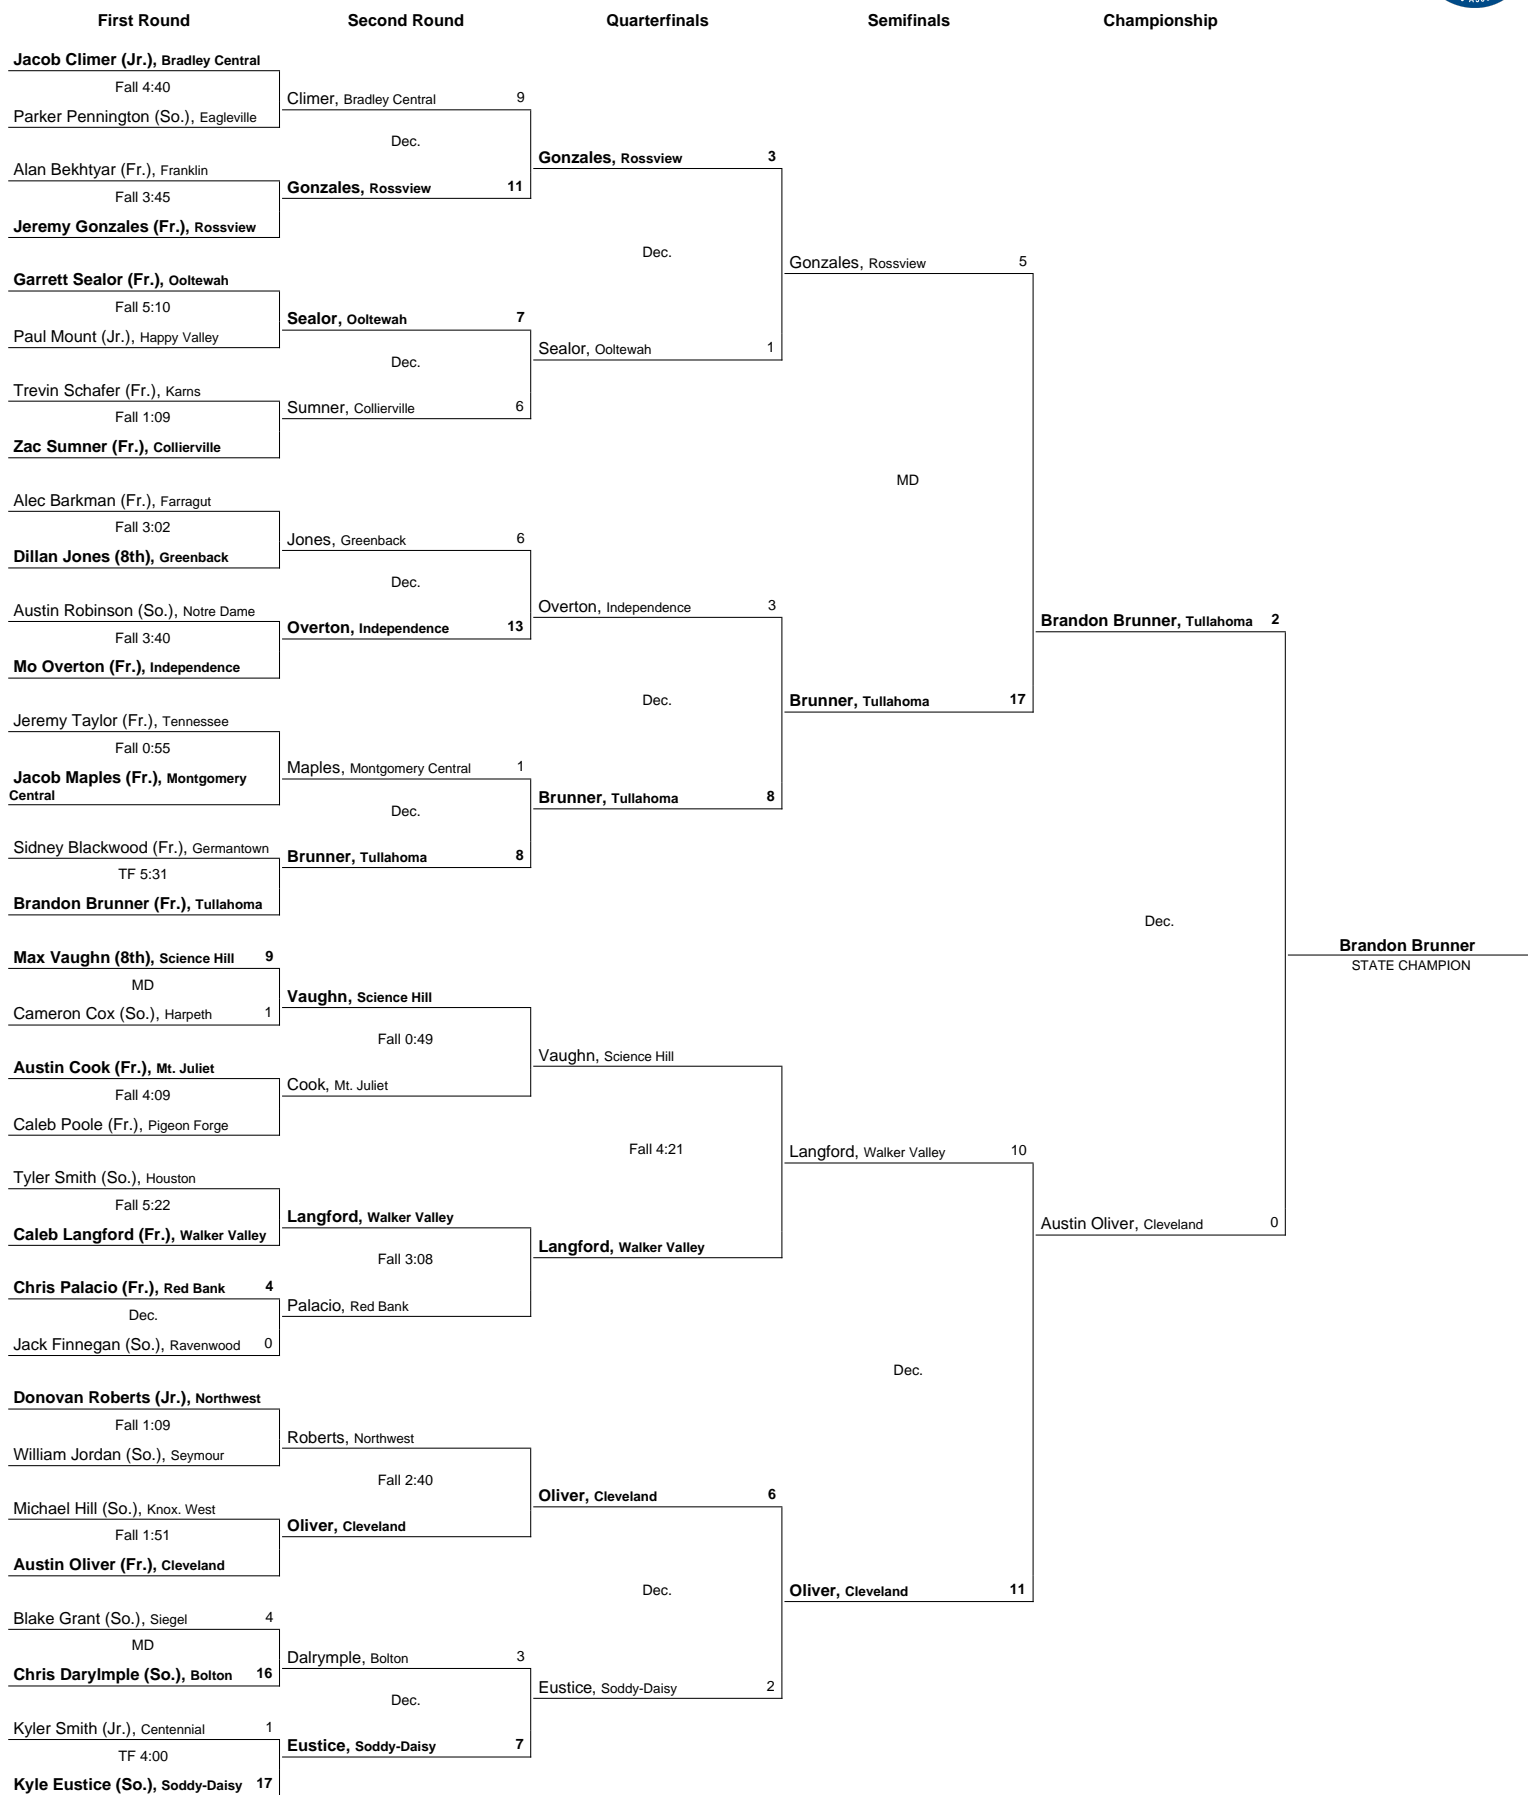 First Round
Second Round
Quarterfinals
Semifinals
Championship
Jacob Climer (Jr.), Bradley Central
Fall 4:40
Parker Pennington (So.), Eagleville
Alan Bekhtyar (Fr.), Franklin
Fall 3:45
Jeremy Gonzales (Fr.), Rossview
Garrett Sealor (Fr.), Ooltewah
Fall 5:10
Paul Mount (Jr.), Happy Valley
Trevin Schafer (Fr.), Karns
Fall 1:09
Zac Sumner (Fr.), Collierville
Alec Barkman (Fr.), Farragut
Fall 3:02
Dillan Jones (8th), Greenback
Austin Robinson (So.), Notre Dame
Fall 3:40
Mo Overton (Fr.), Independence
Jeremy Taylor (Fr.), Tennessee
Fall 0:55
Jacob Maples (Fr.), Montgomery
Central
Sidney Blackwood (Fr.), Germantown
TF 5:31
Brandon Brunner (Fr.), Tullahoma
Max Vaughn (8th), Science Hill 9
MD
Cameron Cox (So.), Harpeth 1
Austin Cook (Fr.), Mt. Juliet
Fall 4:09
Caleb Poole (Fr.), Pigeon Forge
Tyler Smith (So.), Houston
Fall 5:22
Caleb Langford (Fr.), Walker Valley
Chris Palacio (Fr.), Red Bank 4
Dec.
Jack Finnegan (So.), Ravenwood 0
Donovan Roberts (Jr.), Northwest
Fall 1:09
William Jordan (So.), Seymour
Michael Hill (So.), Knox. West
Fall 1:51
Austin Oliver (Fr.), Cleveland
Blake Grant (So.), Siegel 4
MD
Chris Darylmple (So.), Bolton 16
Kyler Smith (Jr.), Centennial 1
TF 4:00
Kyle Eustice (So.), Soddy-Daisy 17
Climer, Bradley Central 9
Dec.
Gonzales, Rossview 11
Sealor, Ooltewah 7
Dec.
Sumner, Collierville 6
Jones, Greenback 6
Dec.
Overton, Independence 13
Maples, Montgomery Central 1
Dec.
Brunner, Tullahoma 8
Vaughn, Science Hill
Fall 0:49
Cook, Mt. Juliet
Langford, Walker Valley
Fall 3:08
Palacio, Red Bank
Roberts, Northwest
Fall 2:40
Oliver, Cleveland
Dalrymple, Bolton 3
Dec.
Eustice, Soddy-Daisy 7
Gonzales, Rossview 3
Dec.
Sealor, Ooltewah 1
Overton, Independence 3
Dec.
Brunner, Tullahoma 8
Vaughn, Science Hill
Fall 4:21
Langford, Walker Valley
Oliver, Cleveland 6
Dec.
Eustice, Soddy-Daisy 2
Gonzales, Rossview 5
MD
Brunner, Tullahoma 17
Langford, Walker Valley 10
Dec.
Oliver, Cleveland 11
Brandon Brunner, Tullahoma 2
Dec.
Austin Oliver, Cleveland 0
Brandon Brunner
STATE CHAMPION